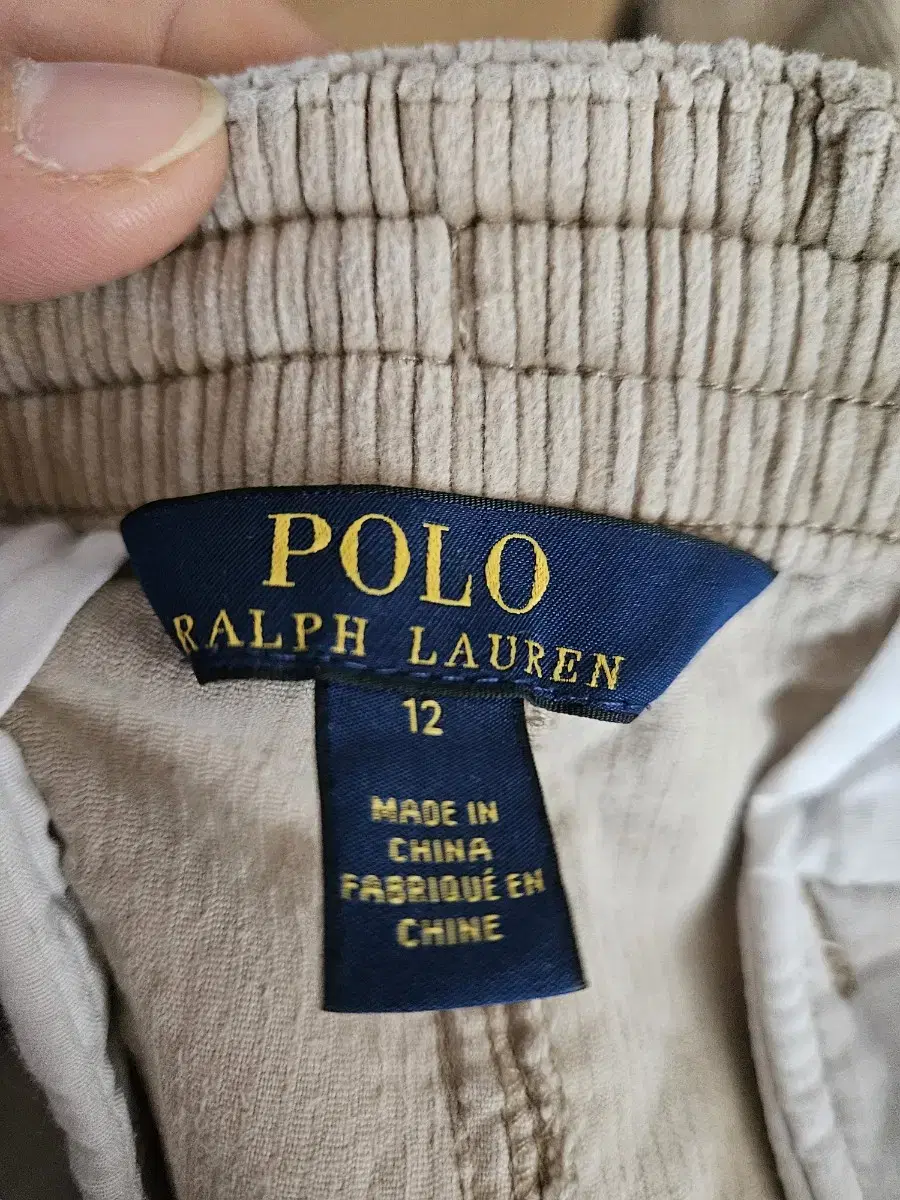 POLO
RALPH LAUREN
12
MADE IN
CHINA
FABRIQUÉ EN
CHINE